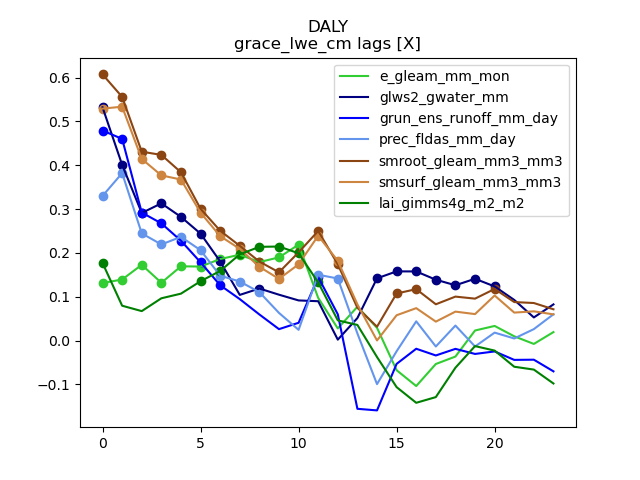 DALY
grace_lwe_cm lags [X]
e_gleam_mm_mon
glws2_gwater_mm
grun_ens_runoff_mm_day
prec_fldas_mm_day
smroot_gleam_mm3_mm3
smsurf_gleam_mm3_mm3
lai_gimms4g_m2_m2
0.6
0.5
0.4
0.3
0.2
0.1
0.0
−0.1
0 5 10 15 20